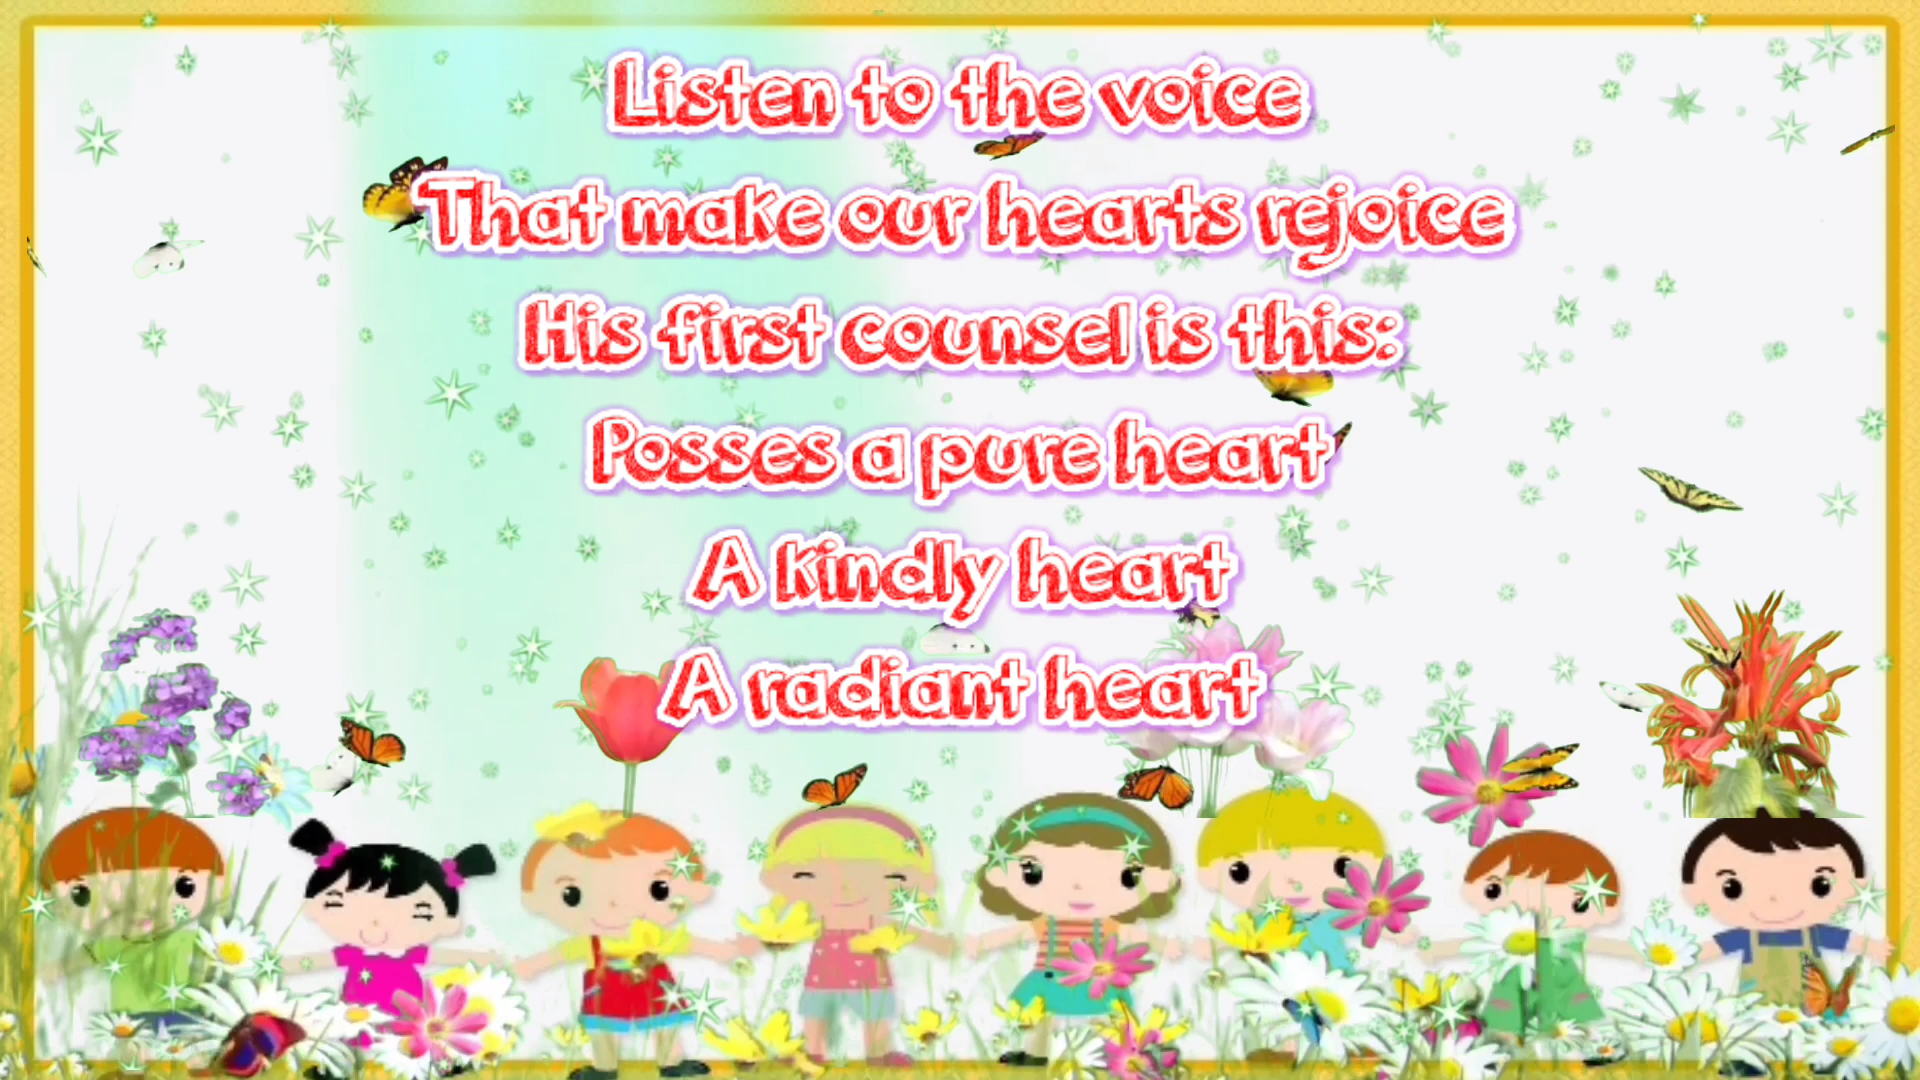 Listen to the voice
That make our hearts rejoice
His first counsel is this:
Posses a pure heart
A kindly heart
A radiant heart